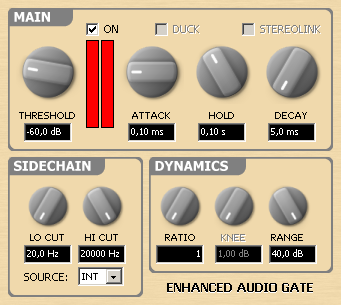 MAIN
ON
DUCK
STEREOLINK
THRESHOLD
ATTACK
HOLD
DECAY
-60,0 dB
0,10 ms
0,10 s
5,0 ms
SIDECHAIN
LO CUT
HI CUT
20,0 Hz
20000 Hz
SOURCE: INT
DYNAMICS
RATIO
KNEE
RANGE
1
1,00 dB
40,0 dB
ENHANCED AUDIO GATE